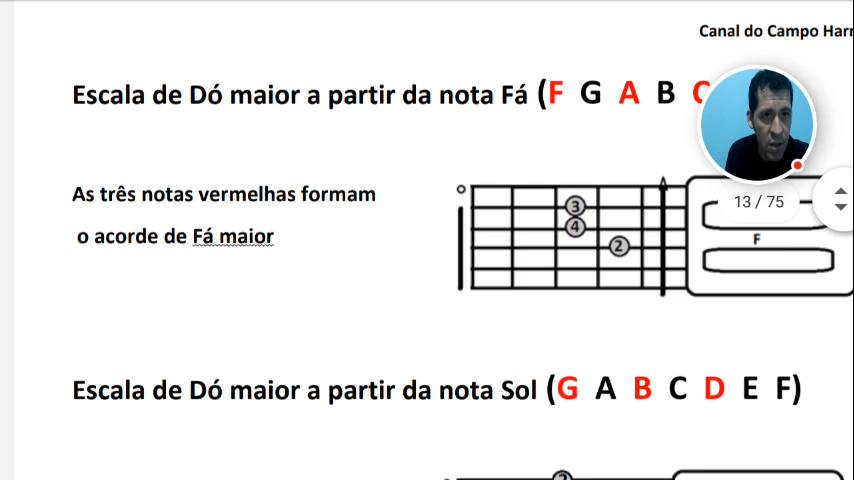 Canal do Campo Har
Escala de Dó maior a partir da nota Fá (F G A B C
As três notas vermelhas formam
o acorde de Fá maior
3
4
2
13 / 75
F
Escala de Dó maior a partir da nota Sol (G A B C D E F)